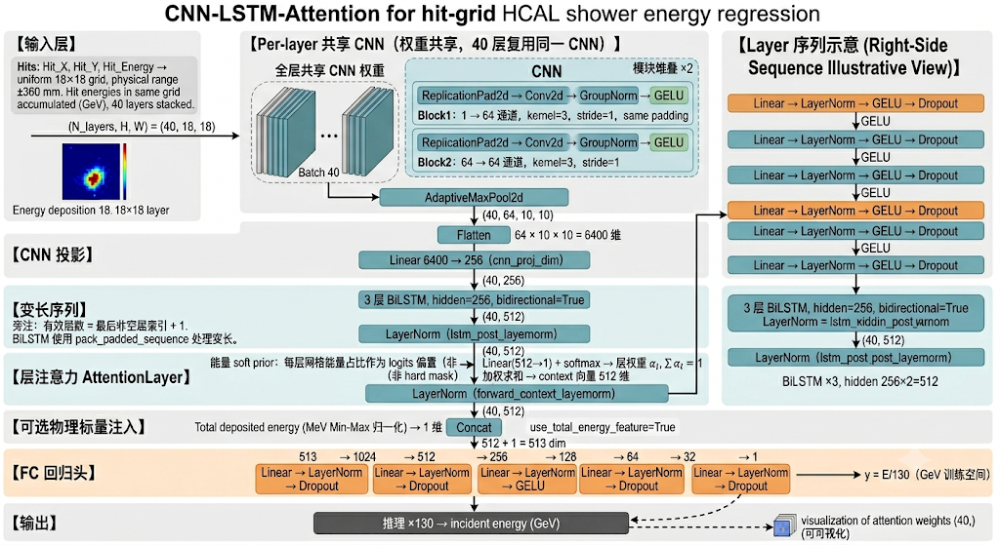 CNN-LSTM-Attention for hit-grid HCAL shower energy regression
【输入层】
Hits: Hit_X, Hit_Y, Hit_Energy →
uniform 18×18 grid, physical range
±360 mm. Hit energies in same grid
accumulated (GeV), 40 layers stacked.
(N_layers, H, W) = (40, 18, 18)
Energy deposition 18. 18×18 layer
【Per-layer 共享 CNN（权重共享，40 层复用同一 CNN）】
全层共享 CNN 权重
...
Batch 40
CNN
模块堆叠 ×2
ReplicationPad2d → Conv2d → GroupNorm → GELU
Block1: 1 → 64 通道, kernel=3, stride=1, same padding
ReplicationPad2d → Conv2d → GroupNorm → GELU
Block2: 64 → 64 通道, kernel=3, stride=1
AdaptiveMaxPool2d
(40, 64, 10, 10)
Flatten
64 × 10 × 10 = 6400 维
【CNN 投影】
Linear 6400 → 256 (cnn_proj_dim)
(40, 256)
【变长序列】
旁注：有效层数 = 最后非空层索引 + 1.
BiLSTM 使用 pack_padded_sequence 处理变长。
3 层 BiLSTM, hidden=256, bidirectional=True
(40, 512)
LayerNorm (lstm_post_layemorm)
(40, 512)
【层注意力 AttentionLayer】
能量 soft prior: 每层网格能量占比作为 logits 偏置（非
（非 hard mask）
Linear(512→1) + softmax → 层权重 αᵢ, Σ αᵢ = 1
加权求和 → context 向量 512 维
LayerNorm (forward_context_layemorm)
(40, 512)
【可选物理标量注入】
Total deposited energy (MeV Min-Max 归一化) → 1 维
Concat
use_total_energy_feature=True
512 + 1 = 513 dim
【FC 回归头】
513 → 1024 → 512 → 256 → 128 → 64 → 32 → 1
Linear → LayerNorm
→ Dropout
Linear → LayerNorm
→ Dropout
Linear → LayerNorm
→ GELU
Linear → LayerNorm
→ Dropout
Linear → LayerNorm
→ Dropout
y = E/130（GeV 训练空间）
【输出】
推理 ×130 → incident energy (GeV)
visualization of attention weights (40,)
(可可视化)
【Layer 序列示意 (Right-Side
Sequence Illustrative View)】
Linear → LayerNorm → GELU → Dropout
GELU
Linear → LayerNorm → GELU → Dropout
GELU
Linear → LayerNorm → GELU → Dropout
GELU
Linear → LayerNorm → GELU → Dropout
Linear → LayerNorm → GELU → Dropout
GELU
Linear → LayerNorm → GELU → Dropout
3 层 BiLSTM, hidden=256, bidirectional=True
LayerNorm =
(40, 512)
LayerNorm (lstm_post post_layemorm)
BiLSTM ×3, hidden 256×2=512